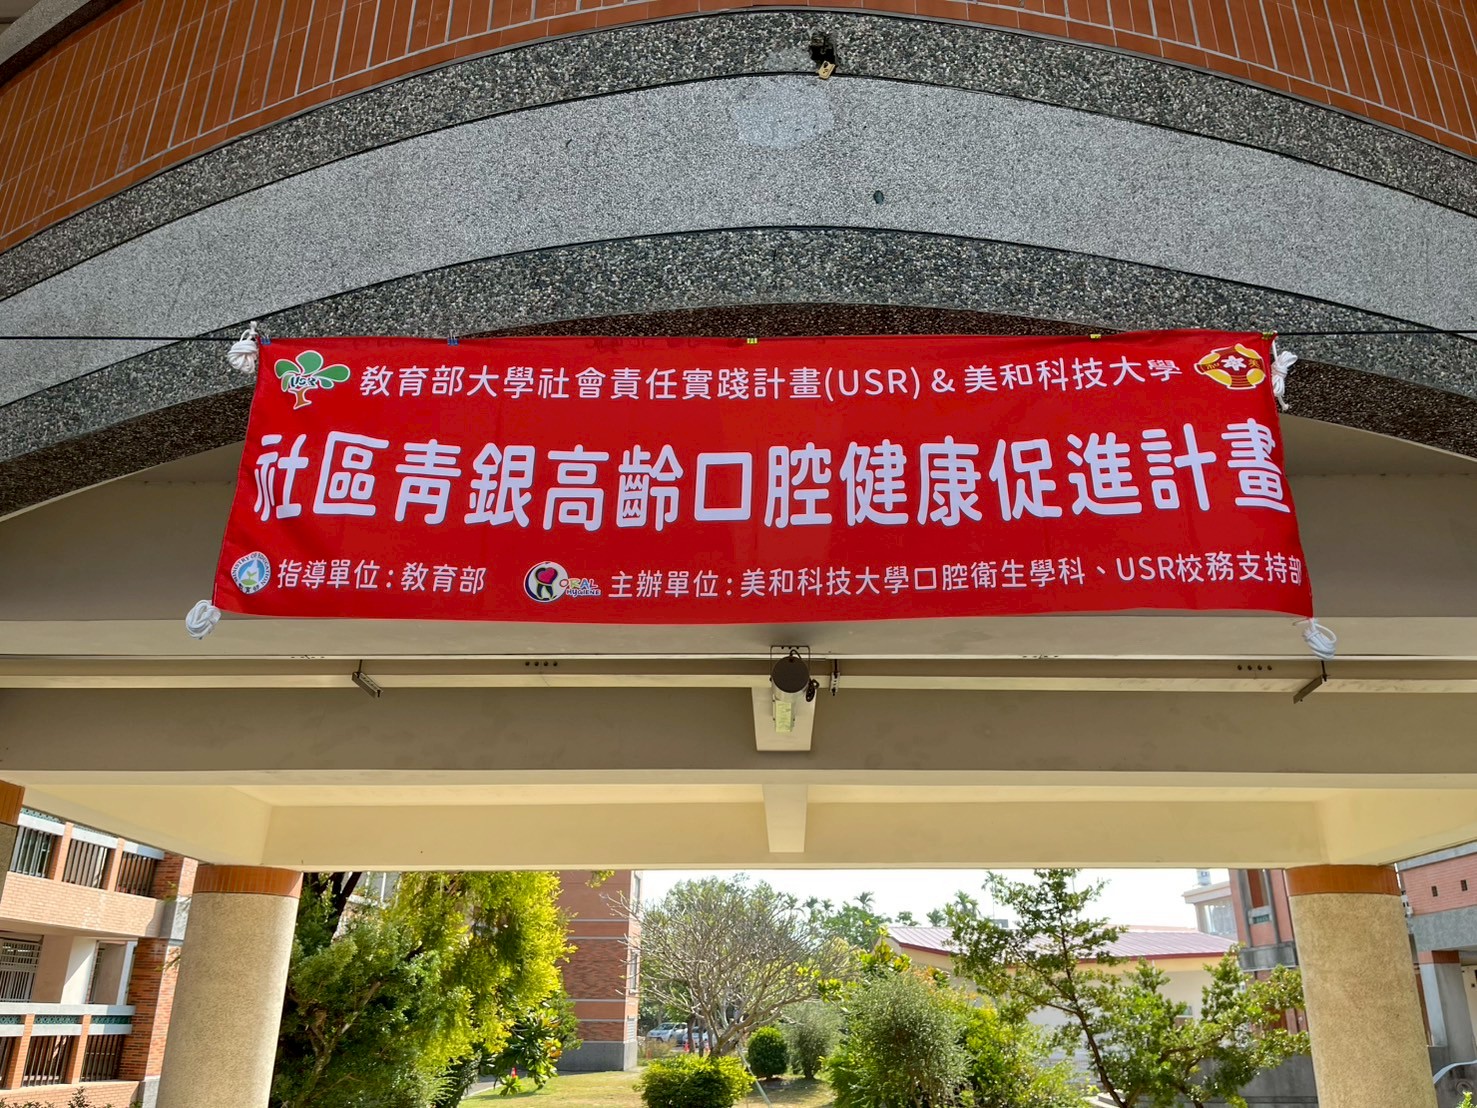 教育部大學社會責任實踐計畫(USR) & 美和科技大學
社區青銀高齡口腔健康促進計畫
指導單位:教育部
ORAL HYGIENE
主辦單位:美和科技大學口腔衛生學科、USR校務支持部